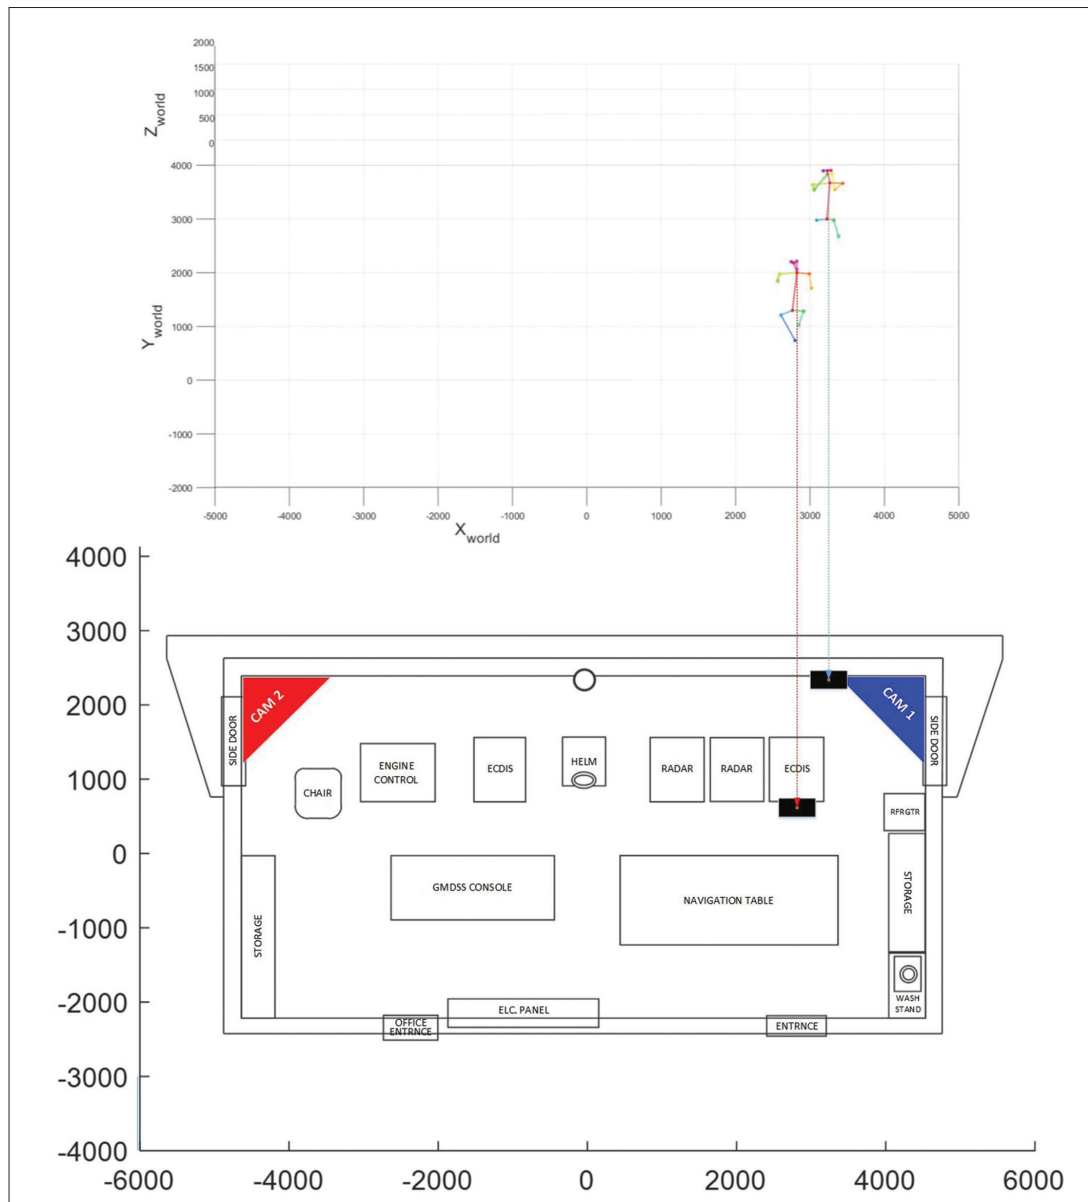 2000
1500
1000
500
0
Z_world
4000
3000
2000
1000
0
-1000
-2000
Y_world
-5000 -4000 -3000 -2000 -1000 0 1000 2000 3000 4000 5000
X_world
4000
3000
2000
1000
0
-1000
-2000
-3000
-4000
CAM 2
CAM 1
SIDE DOOR
SIDE DOOR
CHAIR
ENGINE
CONTROL
ECDIS
HELM
RADAR
RADAR
ECDIS
RFRGTR
GMDSS CONSOLE
NAVIGATION TABLE
STORAGE
STORAGE
WASH
STAND
OFFICE
ENTRNCE
ELC. PANEL
ENTRNCE
-6000 -4000 -2000 0 2000 4000 6000